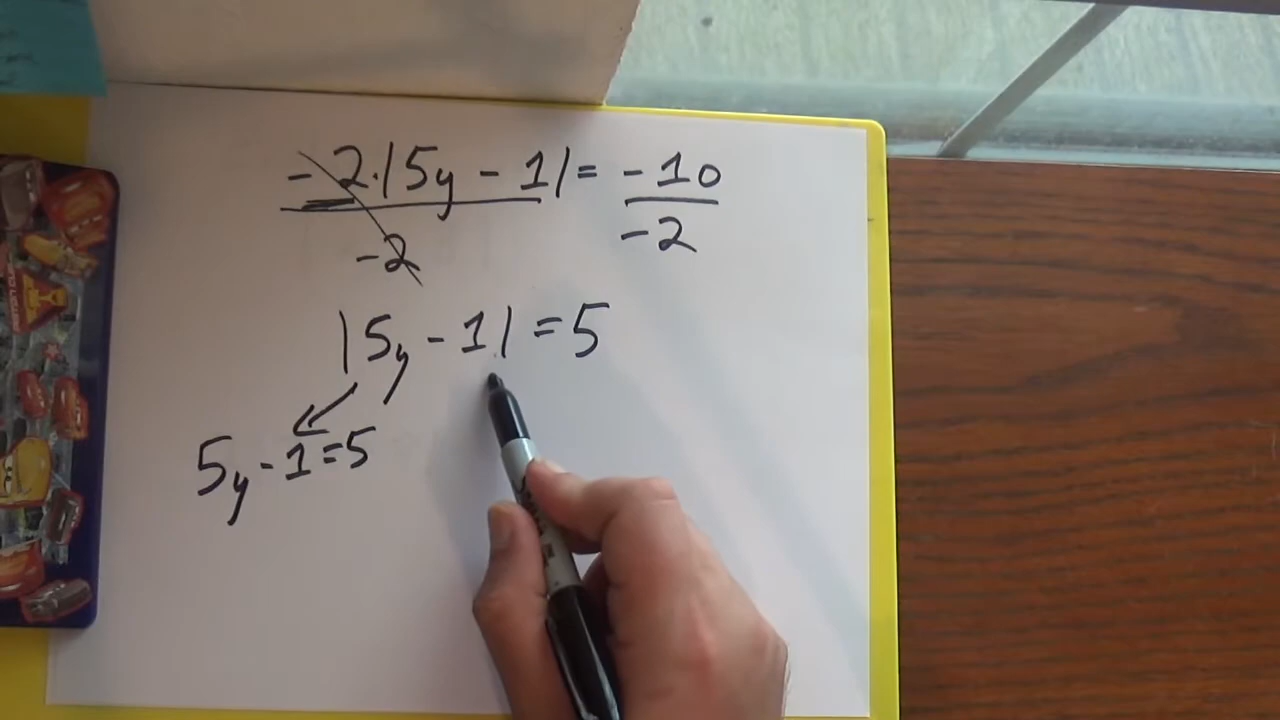 -2·|5y - 1| = -10
-2 -2
|5y - 1| = 5
5y - 1 = 5